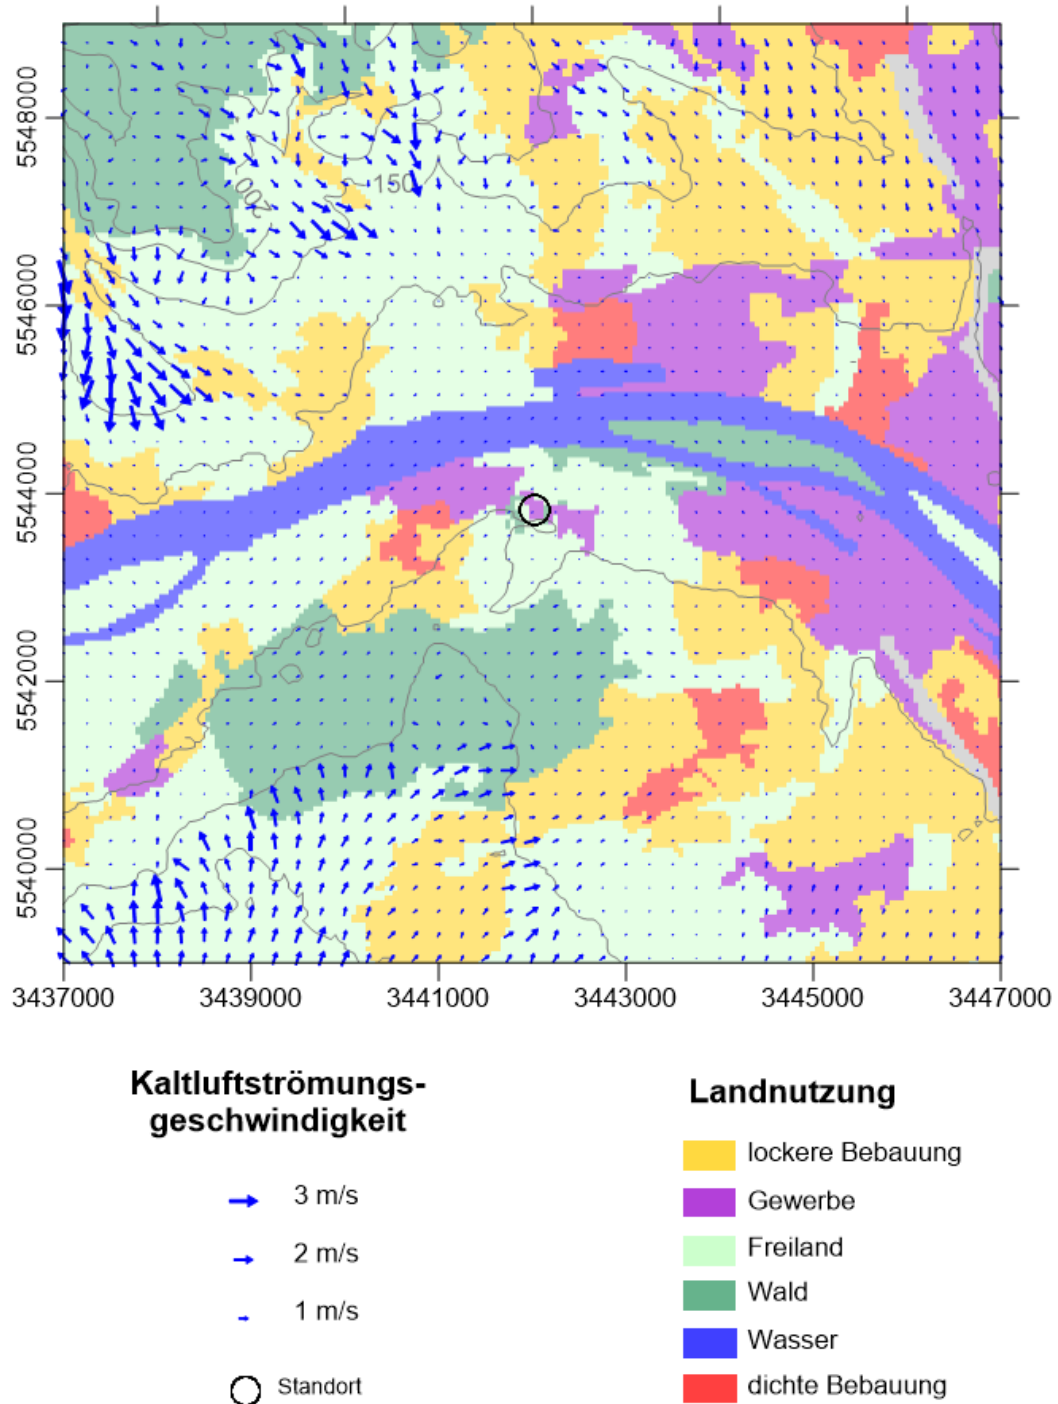 5548000
5546000
5544000
5542000
5540000
200
150
3437000 3439000 3441000 3443000 3445000 3447000
Kaltluftströmungs-
geschwindigkeit
3 m/s
2 m/s
1 m/s
Standort
Landnutzung
lockere Bebauung
Gewerbe
Freiland
Wald
Wasser
dichte Bebauung